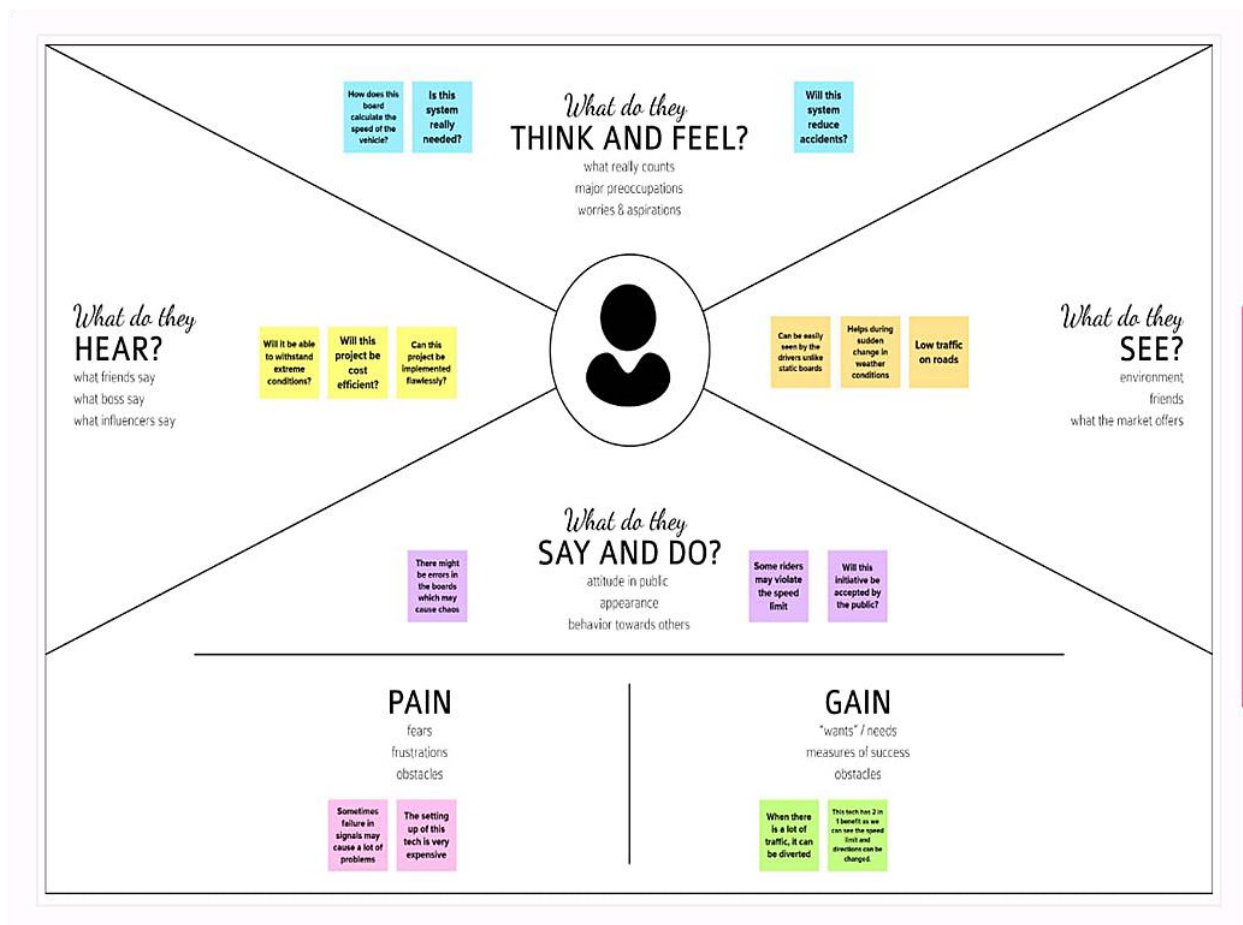 How does this
board
calculate the
speed of the
vehicle?
Is this
system
really
needed?
What do they
THINK AND FEEL?
what really counts
major preoccupations
worries & aspirations
Will this
system
reduce
accidents?
What do they
HEAR?
what friends say
what boss say
what influencers say
Will it be able
to withstand
extreme
conditions?
Will this
project be
cost
efficient?
Can this
project be
implemented
flawlessly?
Can be easily
seen by the
drivers unlike
static boards
Helps during
sudden
change in
weather
conditions
Low traffic
on roads
What do they
SEE?
environment
friends
what the market offers
There might
be errors in
the boards
which may
cause chaos
What do they
SAY AND DO?
attitude in public
appearance
behavior towards others
Some riders
may violate
the speed
limit
Will this
initiative be
accepted by
the public?
PAIN
fears
frustrations
obstacles
Sometimes
failure in
signals may
cause a lot of
problems
The setting
up of this
tech is very
expensive
GAIN
"wants" / needs
measures of success
obstacles
When there
is a lot of
traffic, it can
be diverted
This tech has 2 in
1 benefit as we
can see the speed
limit and
directions can be
changed.